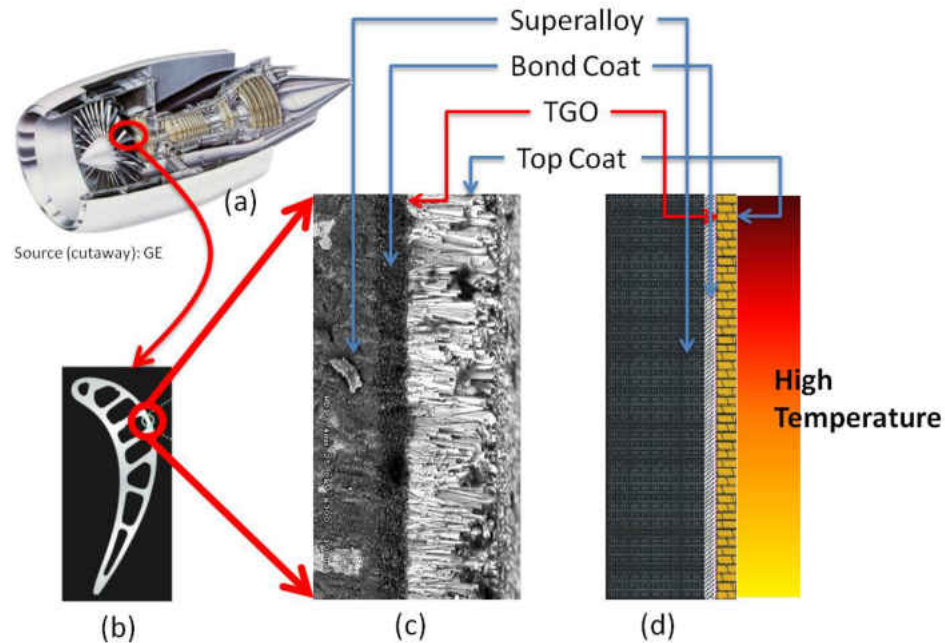 Superalloy
Bond Coat
TGO
Top Coat
(a)
Source (cutaway): GE
High
Temperature
(b)
(c)
(d)